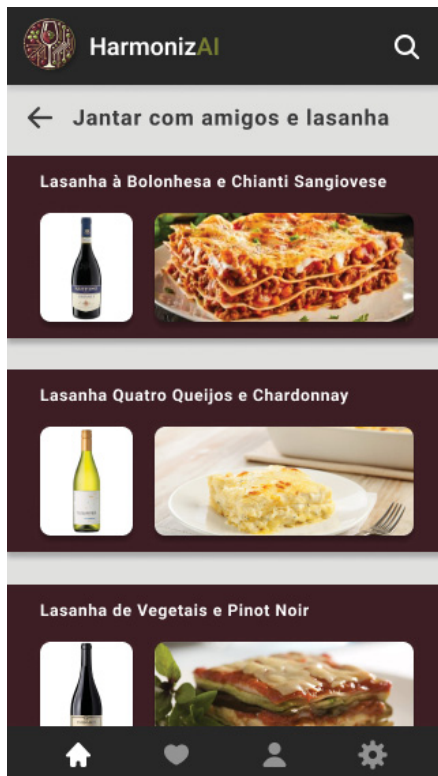 HarmonizAI
Jantar com amigos e lasanha
Lasanha à Bolonhesa e Chianti Sangiovese
Lasanha Quatro Queijos e Chardonnay
Lasanha de Vegetais e Pinot Noir